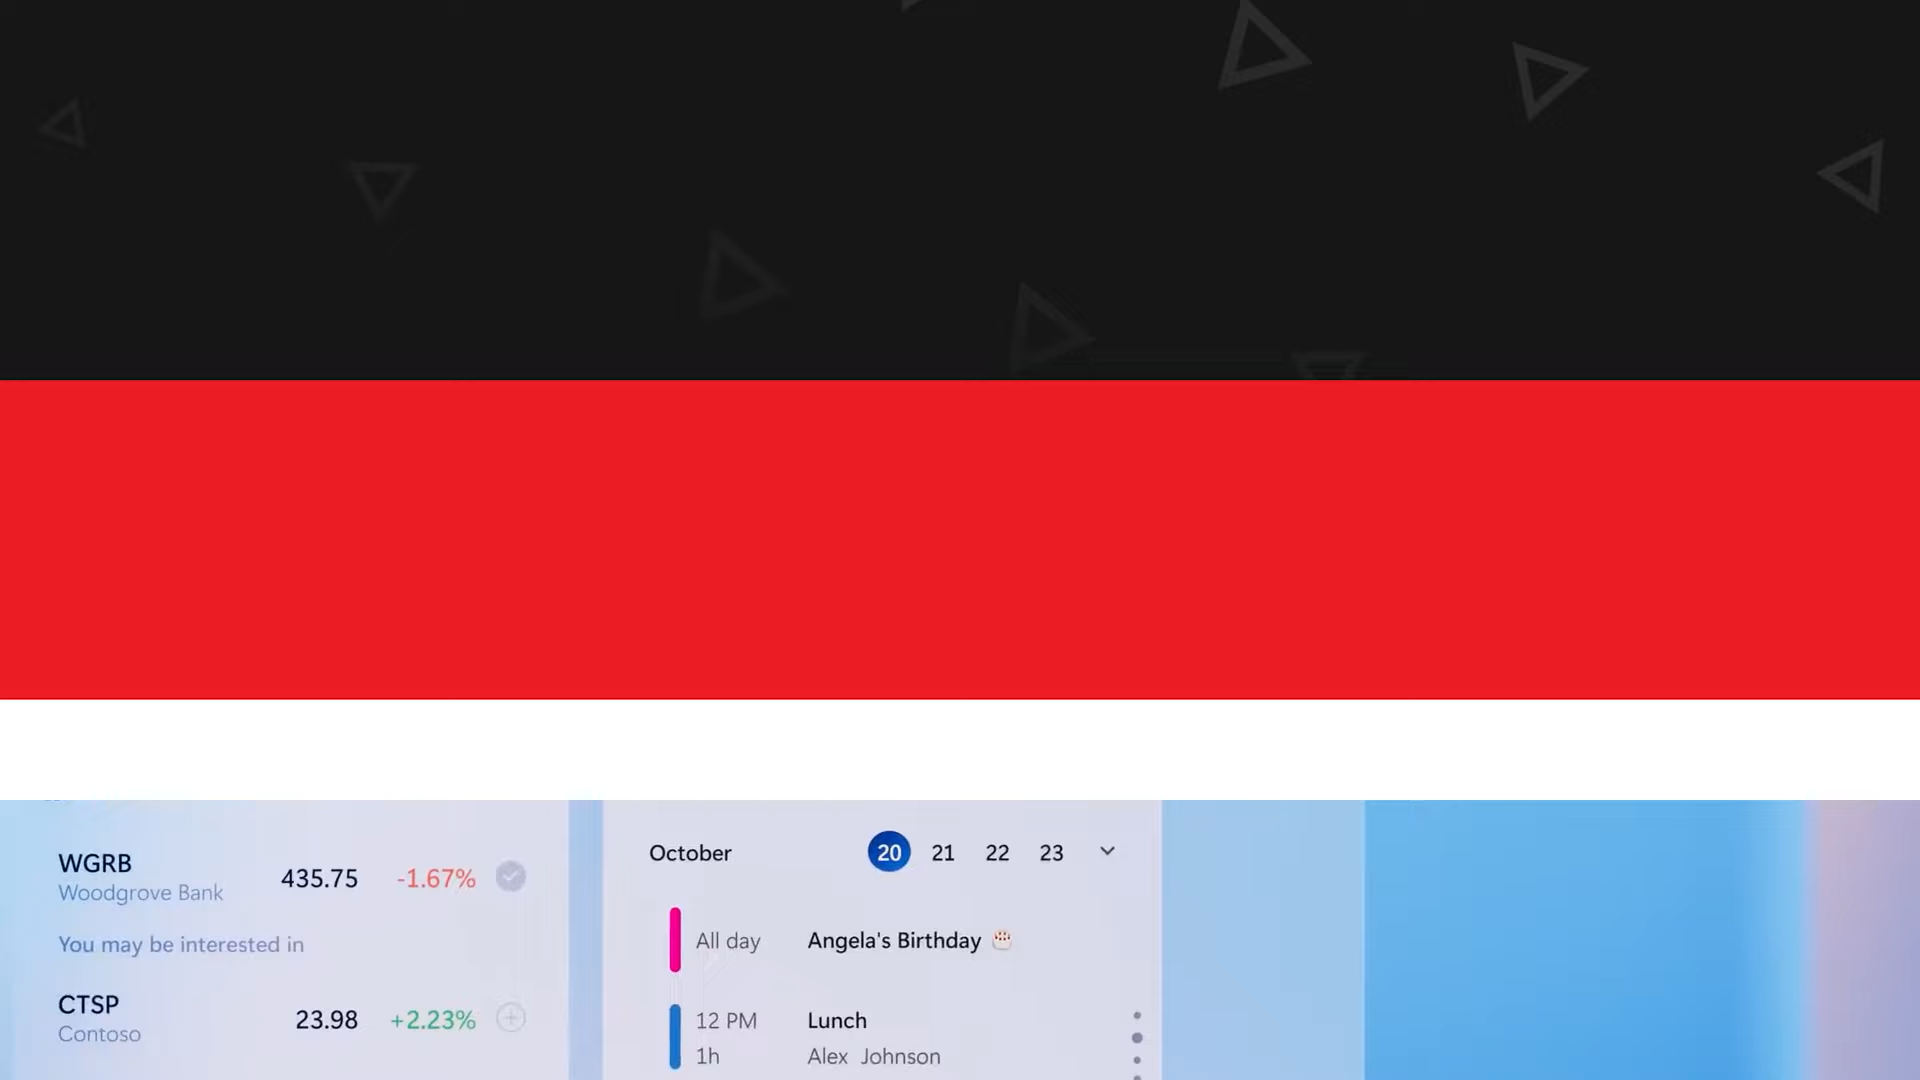 WGRB
Woodgrove Bank
435.75 -1.67%
You may be interested in
CTSP
Contoso
23.98 +2.23%
October 20 21 22 23
All day Angela's Birthday 🎂
12 PM Lunch
1h Alex Johnson